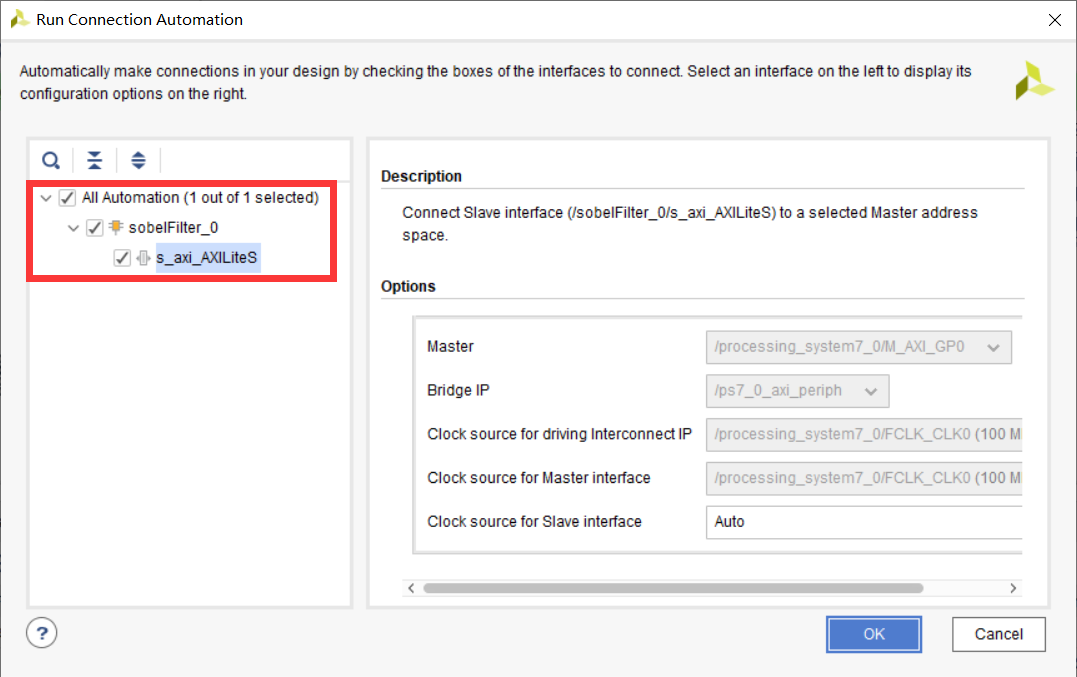 Run Connection Automation
Automatically make connections in your design by checking the boxes of the interfaces to connect. Select an interface on the left to display its
configuration options on the right.
All Automation (1 out of 1 selected)
sobelFilter_0
s_axi_AXILiteS
Description
Connect Slave interface (/sobelFilter_0/s_axi_AXILiteS) to a selected Master address
space.
Options
Master
/processing_system7_0/M_AXI_GP0
Bridge IP
/ps7_0_axi_periph
Clock source for driving Interconnect IP
/processing_system7_0/FCLK_CLK0 (100 M
Clock source for Master interface
/processing_system7_0/FCLK_CLK0 (100 M
Clock source for Slave interface
Auto
?
OK
Cancel